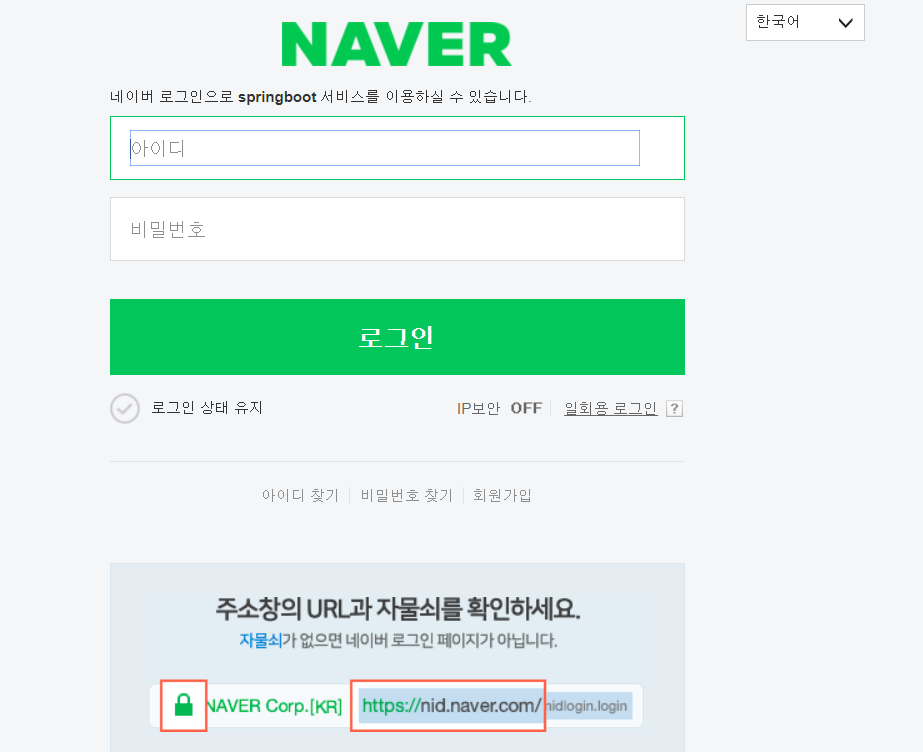 한국어
NAVER
네이버 로그인으로 springboot 서비스를 이용하실 수 있습니다.
아이디
비밀번호
로그인
로그인 상태 유지
IP보안 OFF 일회용 로그인 ?
아이디 찾기 비밀번호 찾기 회원가입
주소창의 URL과 자물쇠를 확인하세요.
자물쇠가 없으면 네이버 로그인 페이지가 아닙니다.
NAVER Corp.[KR] https://nid.naver.com/nidlogin.login